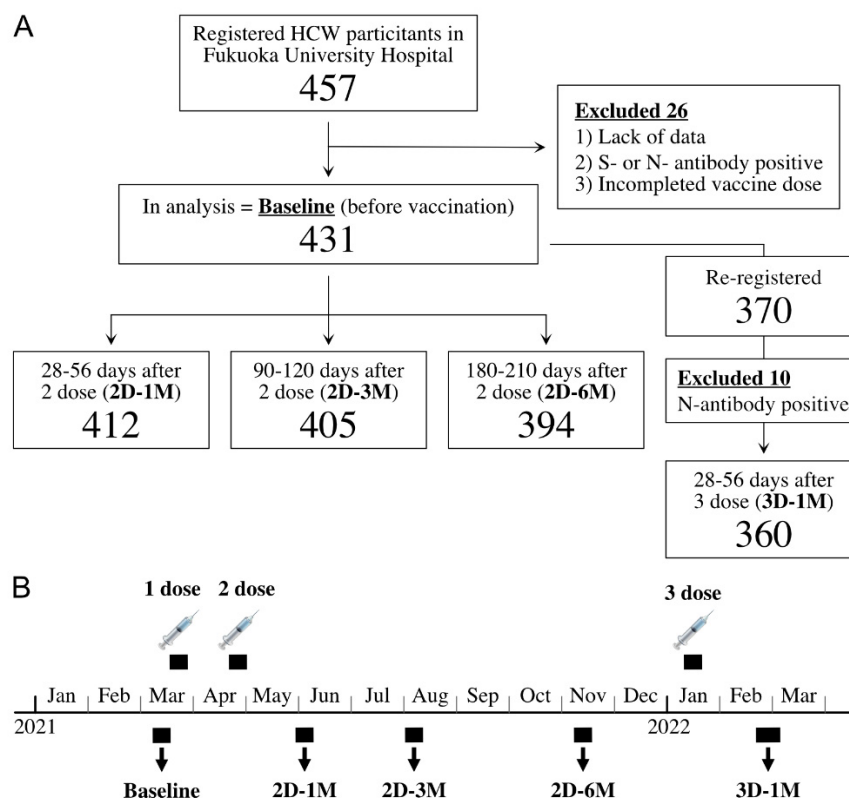 A
Registered HCW particitants in
Fukuoka University Hospital
457
Excluded 26
1) Lack of data
2) S- or N- antibody positive
3) Incompleted vaccine dose
In analysis = Baseline (before vaccination)
431
Re-registered
370
28-56 days after
2 dose (2D-1M)
412
90-120 days after
2 dose (2D-3M)
405
180-210 days after
2 dose (2D-6M)
394
Excluded 10
N-antibody positive
28-56 days after
3 dose (3D-1M)
360
B
1 dose 2 dose 3 dose
Jan Feb Mar Apr May Jun Jul Aug Sep Oct Nov Dec Jan Feb Mar
2021 2022
Baseline 2D-1M 2D-3M 2D-6M 3D-1M